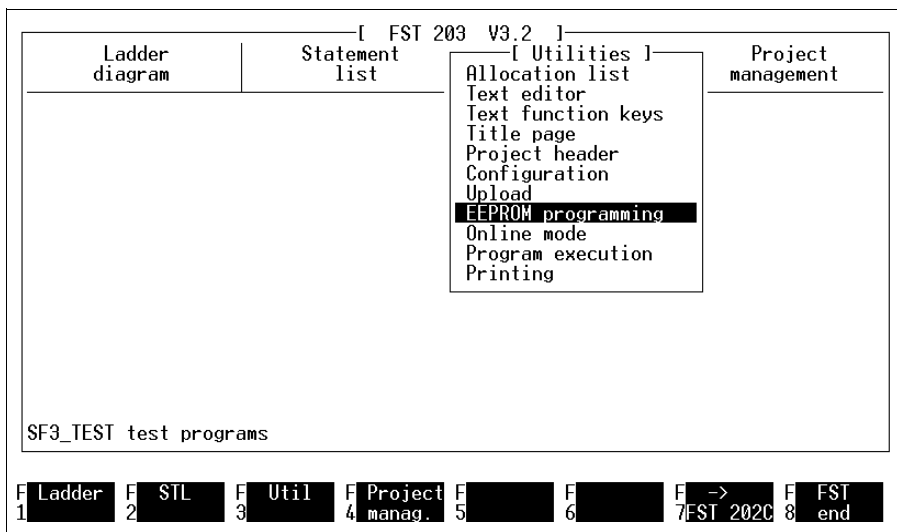 [ FST 203 V3.2 ]
Ladder diagram
Statement list
[ Utilities ]
Allocation list
Text editor
Text function keys
Title page
Project header
Configuration
Upload
EEPROM programming
Online mode
Program execution
Printing
Project management
SF3_TEST test programs
F1 Ladder
F2 STL
F3 Util
F4 Project manag.
F5
F6
F7 -> FST 202C
F8 FST end